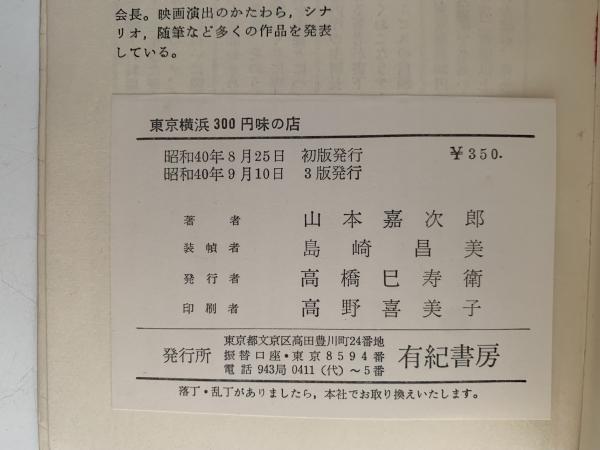 会長。映画演出のかたわら，シナ
リオ，随筆など多くの作品を発表
している。
東京横浜300円味の店
昭和40年8月25日 初版発行 ￥350.
昭和40年9月10日 3版発行
著者 山本嘉次郎
装幀者 島崎昌美
発行者 高橋巳寿衛
印刷者 高野喜美子
発行所 東京都文京区高田豊川町24番地
振替口座・東京8594番 有紀書房
電話943局0411（代）〜5番
落丁・乱丁がありましたら，本社でお取り換えいたします。